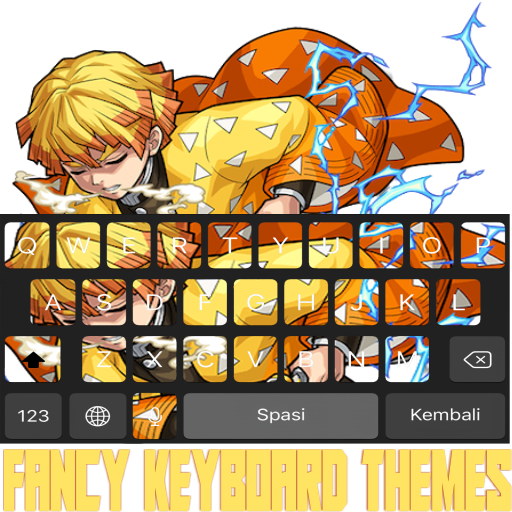 Q W E R T Y U I O P
A S D F G H J K L
Z X C V B N M
123 Spasi Kembali
FANCY KEYBOARD THEMES